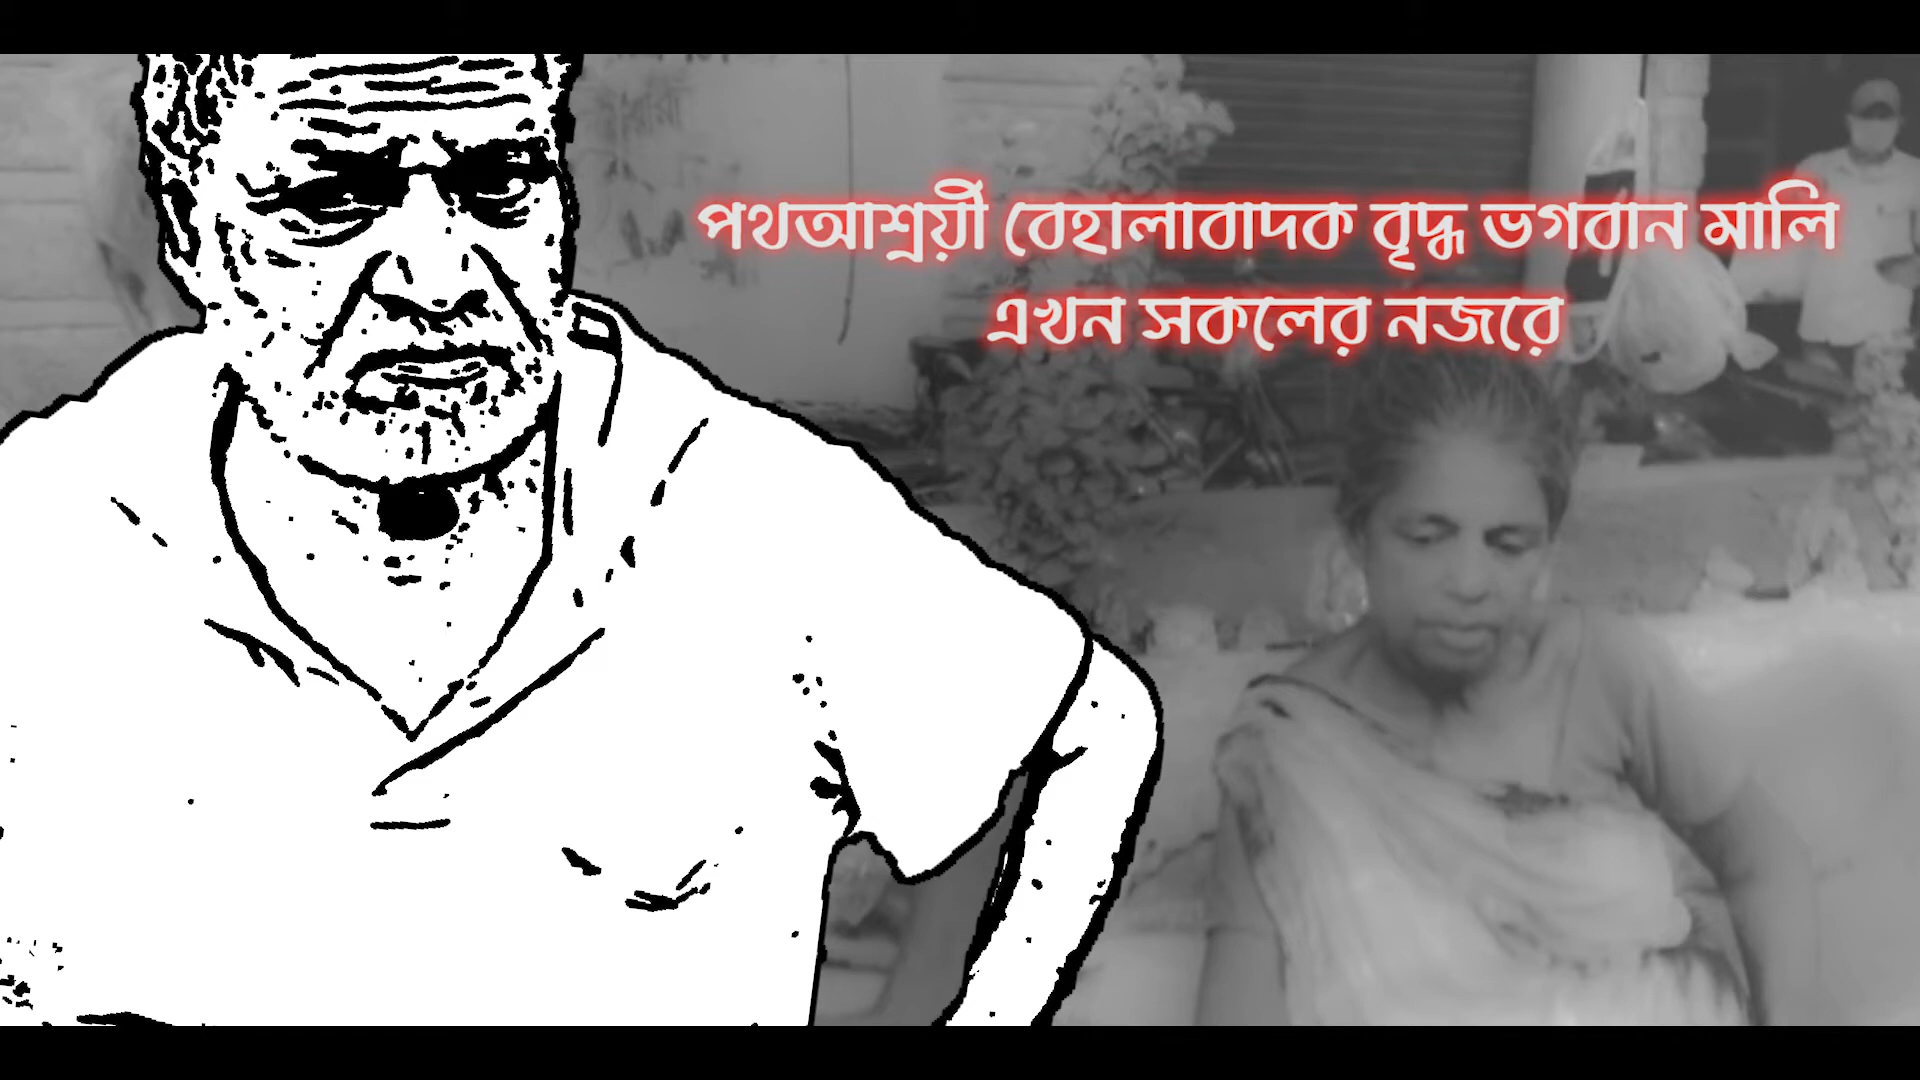 পথআশ্রয়ী বেহালাবাদক বৃদ্ধ ভগবান মালি
এখন সকলের নজরে